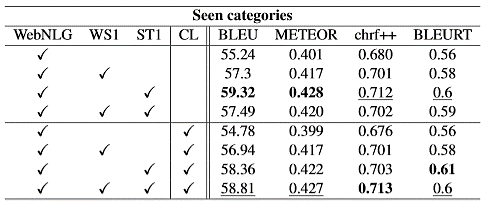 Seen categories
WebNLG WS1 ST1 CL BLEU METEOR chrf++ BLEURT
✓ 55.24 0.401 0.680 0.56
✓ ✓ 57.3 0.417 0.701 0.58
✓ ✓ 59.32 0.428 0.712 0.6
✓ ✓ ✓ 57.49 0.420 0.702 0.59
✓ ✓ 54.78 0.399 0.676 0.56
✓ ✓ ✓ 56.94 0.417 0.701 0.58
✓ ✓ ✓ 58.36 0.422 0.703 0.61
✓ ✓ ✓ ✓ 58.81 0.427 0.713 0.6